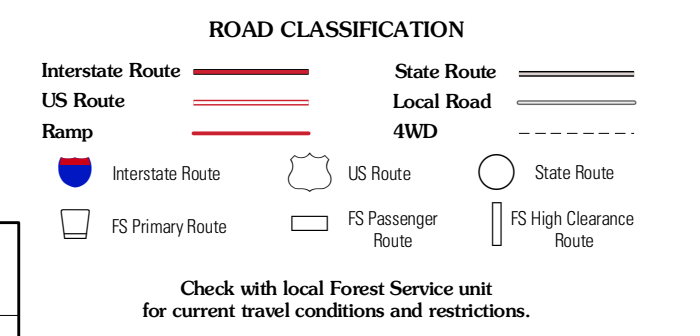 ROAD CLASSIFICATION
Interstate Route
State Route
US Route
Local Road
Ramp
4WD
Interstate Route
US Route
State Route
FS Primary Route
FS Passenger
Route
FS High Clearance
Route
Check with local Forest Service unit
for current travel conditions and restrictions.